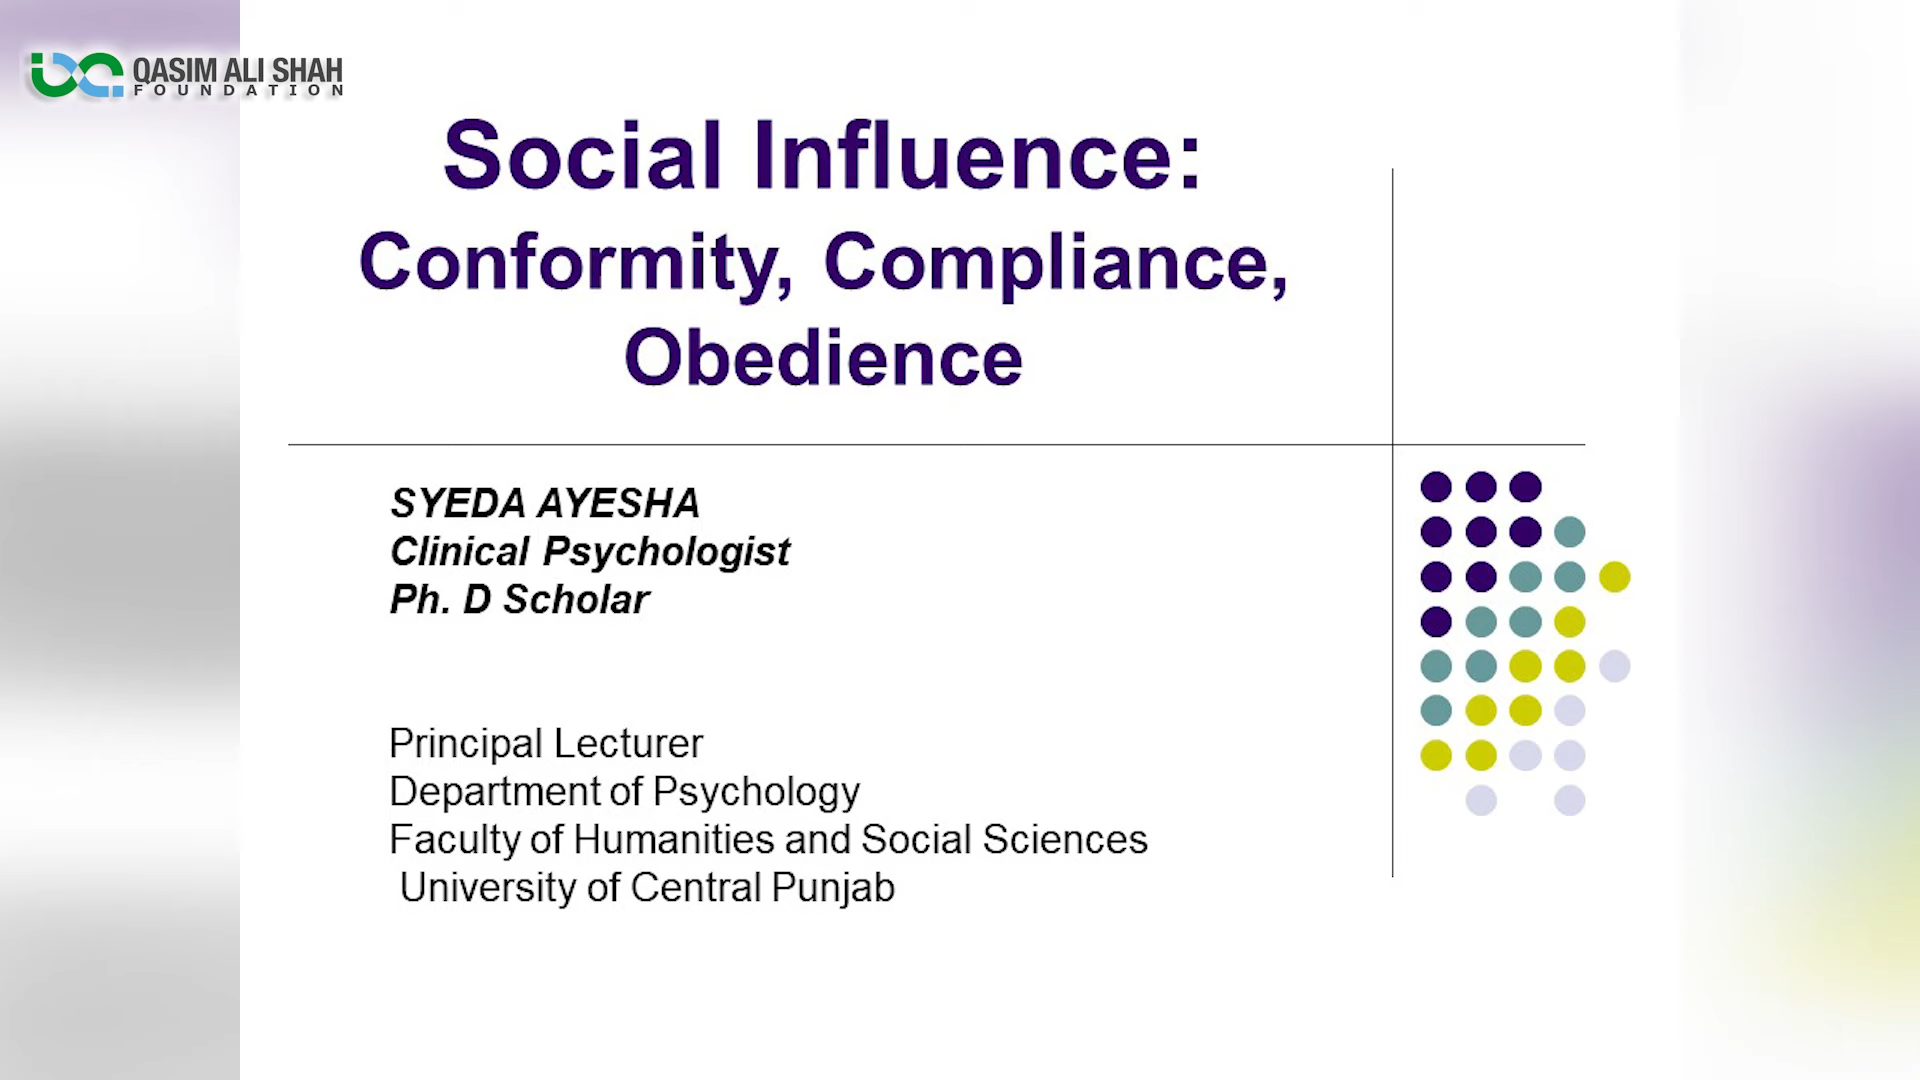 QASIM ALI SHAH
FOUNDATION
Social Influence:
Conformity, Compliance,
Obedience
SYEDA AYESHA
Clinical Psychologist
Ph. D Scholar
Principal Lecturer
Department of Psychology
Faculty of Humanities and Social Sciences
University of Central Punjab